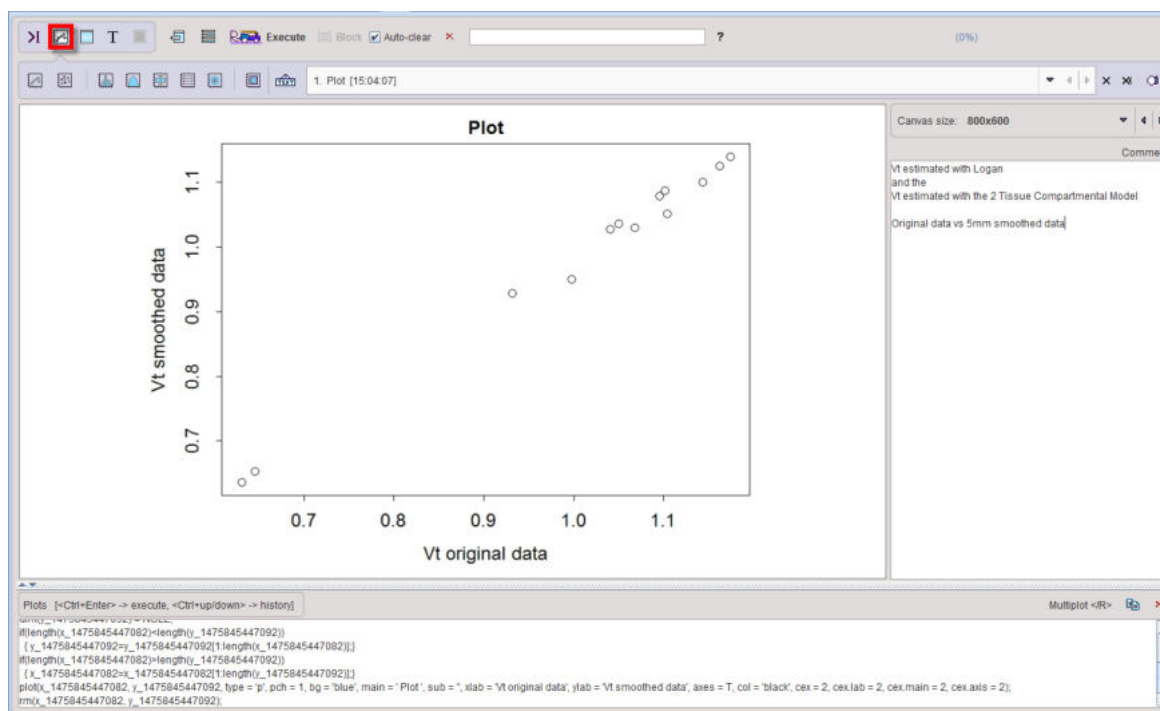 T Execute Block Auto-clear ? (0%)
1. Plot [15:04:07]
Canvas size: 800x600
Comme
Vt estimated with Logan
and the
Vt estimated with the 2 Tissue Compartmental Model
Original data vs 5mm smoothed data
Plot
Vt smoothed data
1.1
1.0
0.9
0.8
0.7
0.7 0.8 0.9 1.0 1.1
Vt original data
Plots [<Ctrl+Enter> -> execute, <Ctrl+up/down> -> history] Multiplot </R>
if(length(x_1475845447082)<length(y_1475845447092))
{ y_1475845447092=y_1475845447092[1:length(x_1475845447082)];}
if(length(x_1475845447082)>length(y_1475845447092))
{ x_1475845447082=x_1475845447082[1:length(y_1475845447092)];}
plot(x_1475845447082, y_1475845447092, type = 'p', pch = 1, bg = 'blue', main = ' Plot ', sub = '', xlab = 'Vt original data', ylab = 'Vt smoothed data', axes = T, col = 'black', cex = 2, cex.lab = 2, cex.main = 2, cex.axis = 2);
rm(x_1475845447082, y_1475845447092);